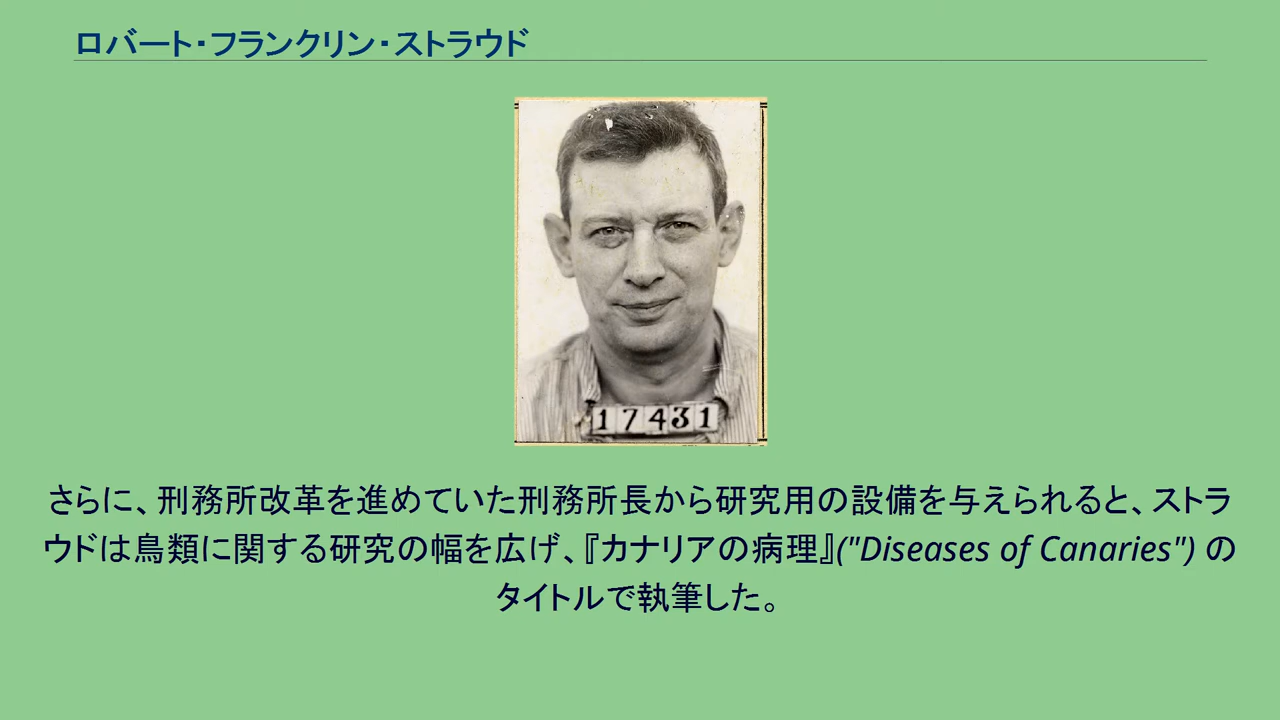 ロバート・フランクリン・ストラウド
17431
さらに、刑務所改革を進めていた刑務所長から研究用の設備を与えられると、ストラ
ウドは鳥類に関する研究の幅を広げ、『カナリアの病理』("Diseases of Canaries") の
タイトルで執筆した。